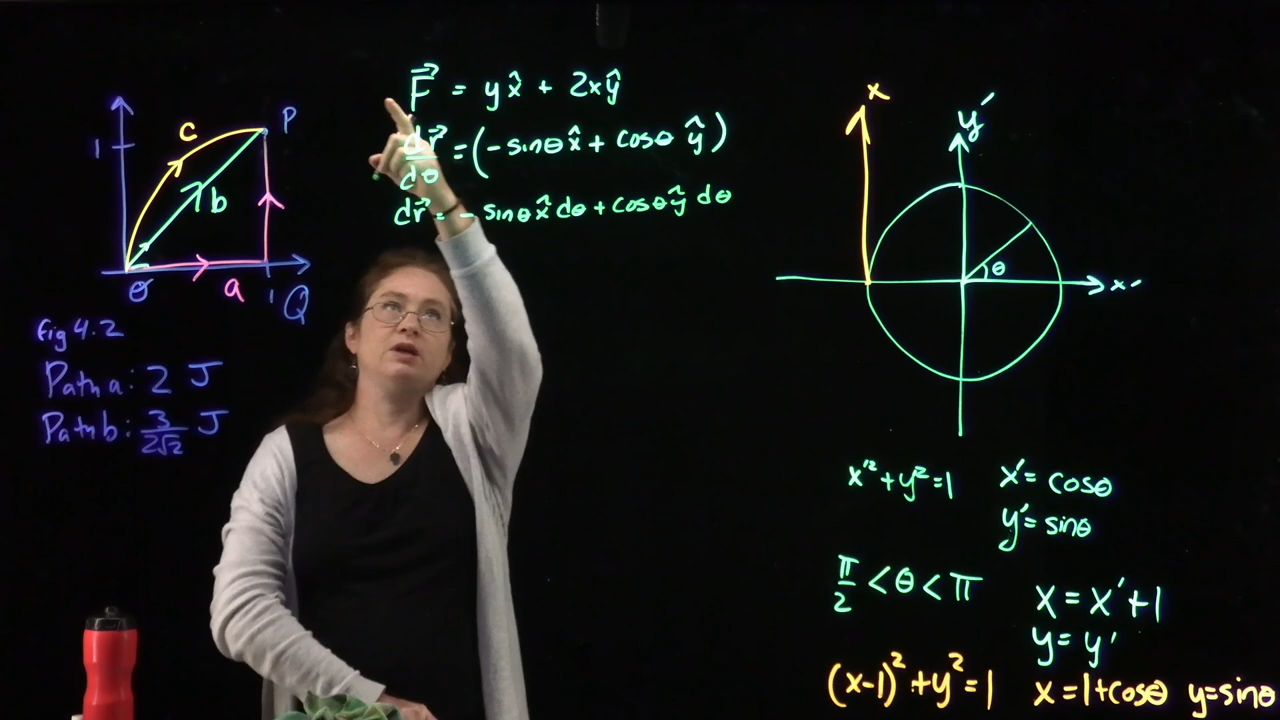 F⃗ = y x̂ + 2x ŷ
dr⃗/dθ = (-sinθ x̂ + cosθ ŷ)
dr⃗ = - sinθ x̂ dθ + cosθ ŷ dθ
1
c
P
b
a
O
1
Q
fig 4.2
Path a: 2 J
Path b: 3/2√2 J
x
y'
θ
x'
x'² + y'² = 1
x' = cosθ
y' = sinθ
π/2 < θ < π
x = x' + 1
y = y'
(x-1)² + y² = 1
x = 1 + cosθ y = sinθ